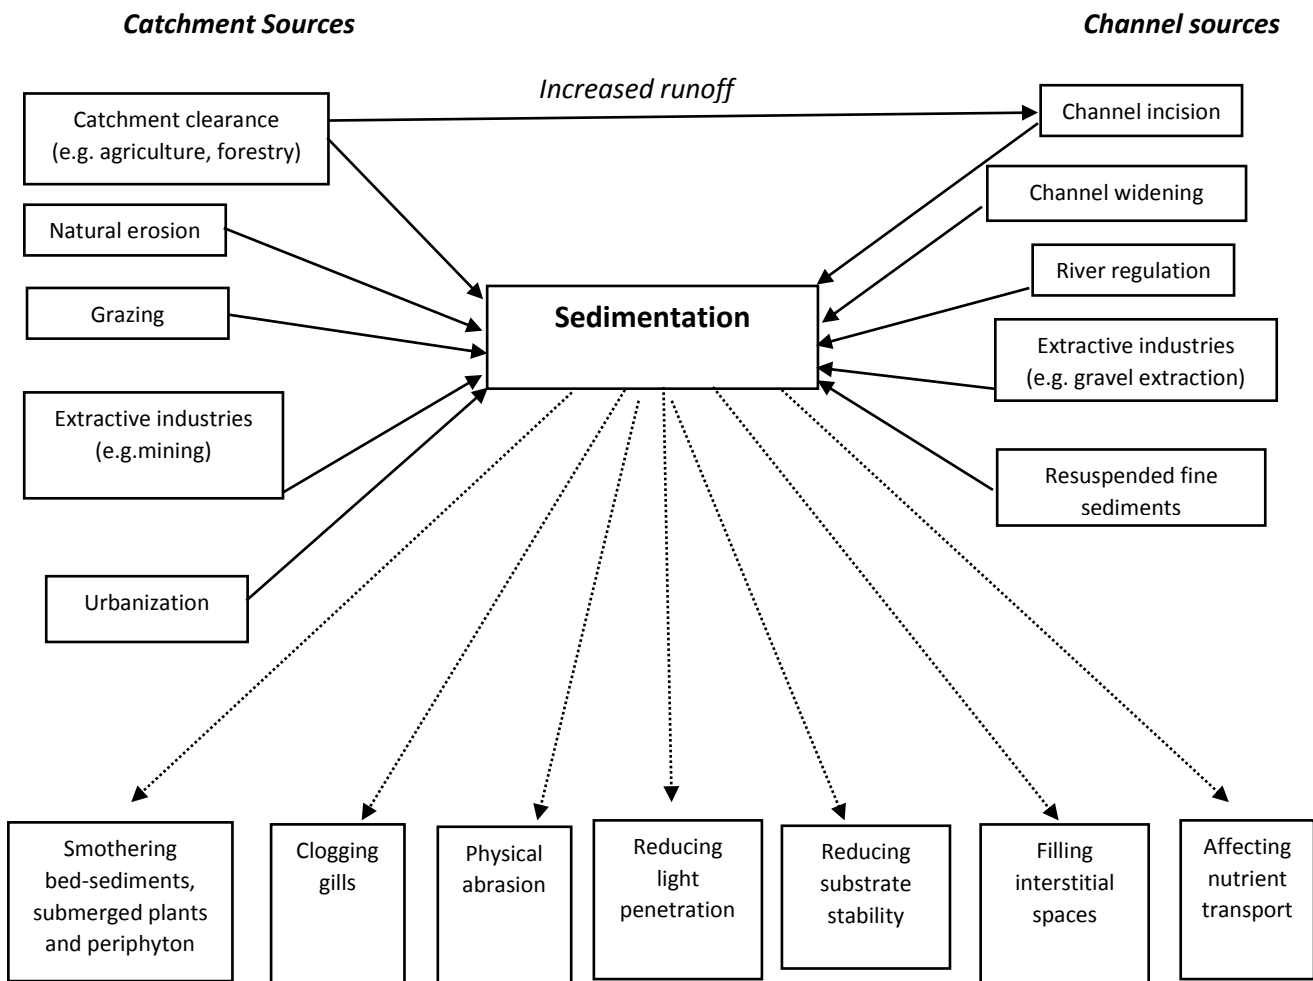 Catchment Sources
Channel sources
Increased runoff
Catchment clearance
(e.g. agriculture, forestry)
Natural erosion
Grazing
Extractive industries
(e.g.mining)
Urbanization
Channel incision
Channel widening
River regulation
Extractive industries
(e.g. gravel extraction)
Resuspended fine
sediments
Sedimentation
Smothering
bed-sediments,
submerged plants
and periphyton
Clogging
gills
Physical
abrasion
Reducing
light
penetration
Reducing
substrate
stability
Filling
interstitial
spaces
Affecting
nutrient
transport